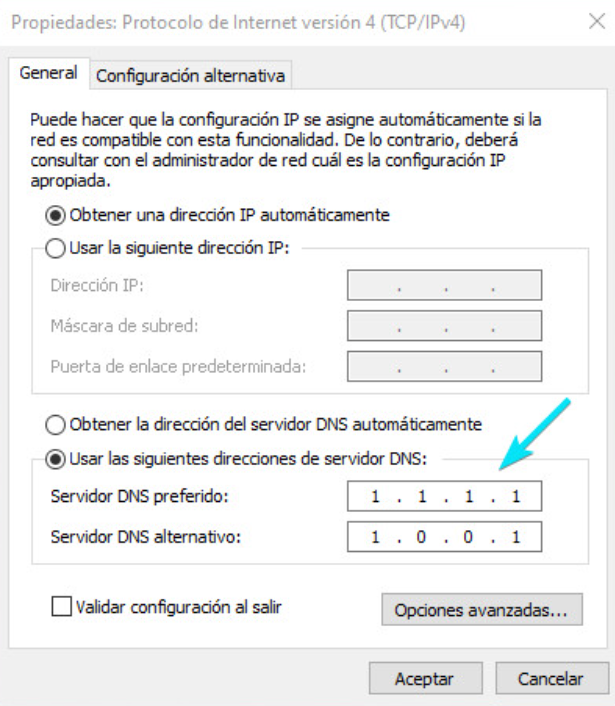 Propiedades: Protocolo de Internet versión 4 (TCP/IPv4)
General
Configuración alternativa
Puede hacer que la configuración IP se asigne automáticamente si la
red es compatible con esta funcionalidad. De lo contrario, deberá
consultar con el administrador de red cuál es la configuración IP
apropiada.
Obtener una dirección IP automáticamente
Usar la siguiente dirección IP:
Dirección IP:
Máscara de subred:
Puerta de enlace predeterminada:
Obtener la dirección del servidor DNS automáticamente
Usar las siguientes direcciones de servidor DNS:
Servidor DNS preferido: 1 . 1 . 1 . 1
Servidor DNS alternativo: 1 . 0 . 0 . 1
Validar configuración al salir
Opciones avanzadas...
Aceptar
Cancelar